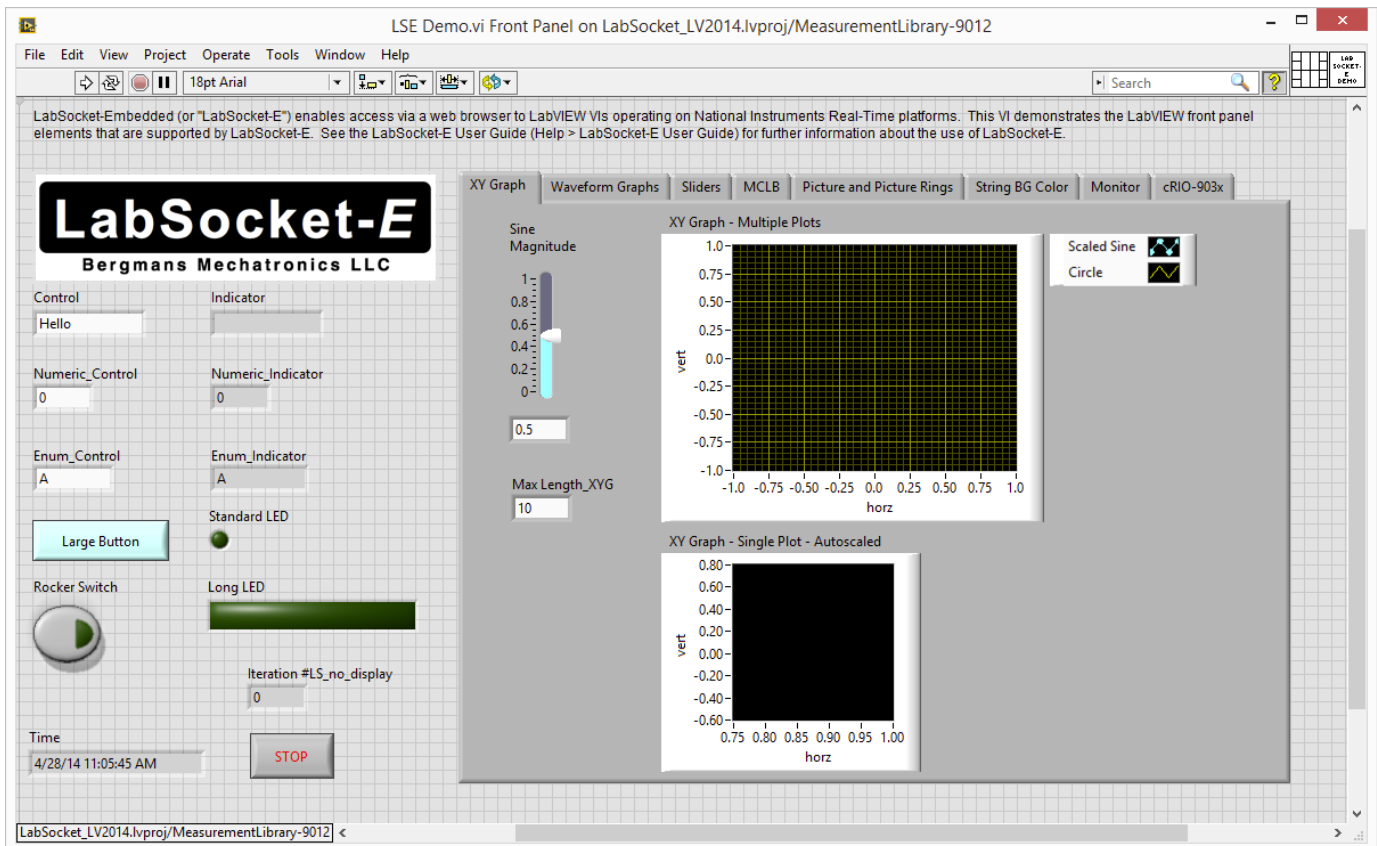 LSE Demo.vi Front Panel on LabSocket_LV2014.lvproj/MeasurementLibrary-9012
File Edit View Project Operate Tools Window Help
18pt Arial
Search
LAB
SOCKET-
E
DEMO
LabSocket-Embedded (or "LabSocket-E") enables access via a web browser to LabVIEW VIs operating on National Instruments Real-Time platforms. This VI demonstrates the LabVIEW front panel
elements that are supported by LabSocket-E. See the LabSocket-E User Guide (Help > LabSocket-E User Guide) for further information about the use of LabSocket-E.
LabSocket-E
Bergmans Mechatronics LLC
Control
Indicator
Hello
Numeric_Control
Numeric_Indicator
0
0
Enum_Control
Enum_Indicator
A
A
Large Button
Standard LED
Rocker Switch
Long LED
Iteration #LS_no_display
0
Time
4/28/14 11:05:45 AM
STOP
XY Graph Waveform Graphs Sliders MCLB Picture and Picture Rings String BG Color Monitor cRIO-903x
Sine
Magnitude
1
0.8
0.6
0.4
0.2
0
0.5
Max Length_XYG
10
XY Graph - Multiple Plots
1.0
0.75
0.50
0.25
0.0
-0.25
-0.50
-0.75
-1.0
vert
-1.0 -0.75 -0.50 -0.25 0.0 0.25 0.50 0.75 1.0
horz
Scaled Sine
Circle
XY Graph - Single Plot - Autoscaled
0.80
0.60
0.40
0.20
0.00
-0.20
-0.40
-0.60
vert
0.75 0.80 0.85 0.90 0.95 1.00
horz
LabSocket_LV2014.lvproj/MeasurementLibrary-9012